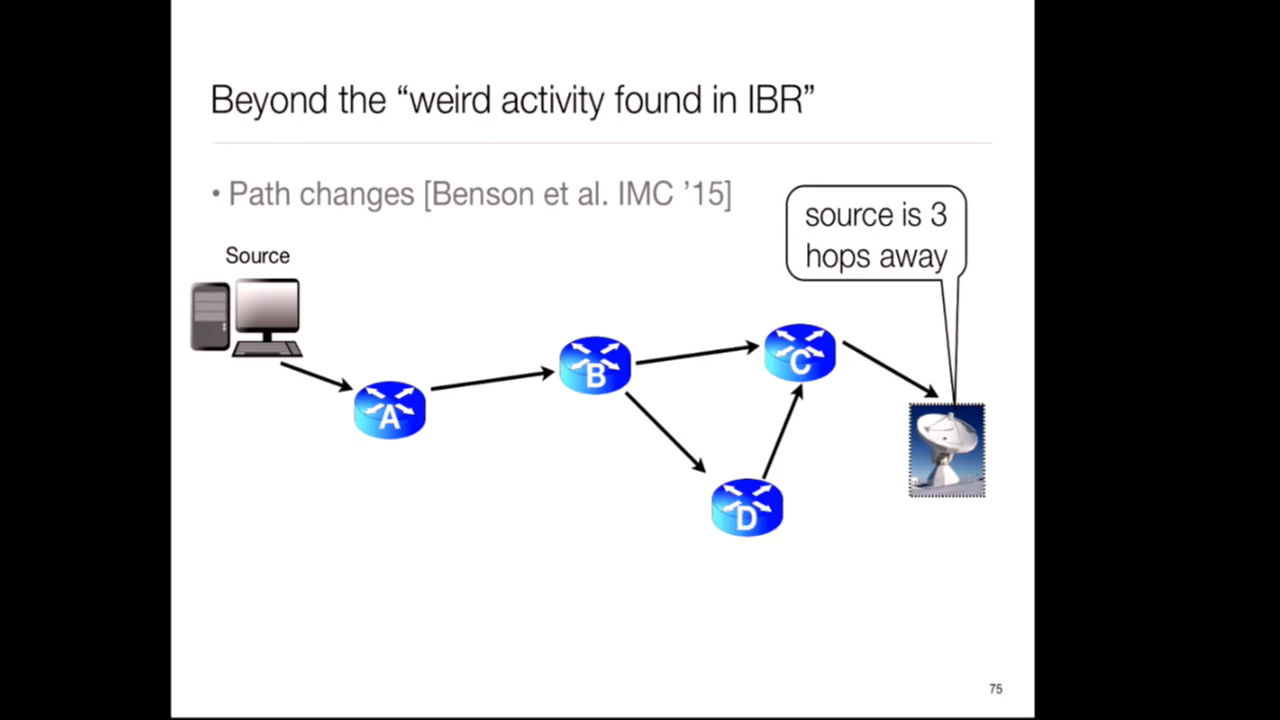 Beyond the “weird activity found in IBR”
• Path changes [Benson et al. IMC ’15]
source is 3
hops away
Source
A
B
C
D
75